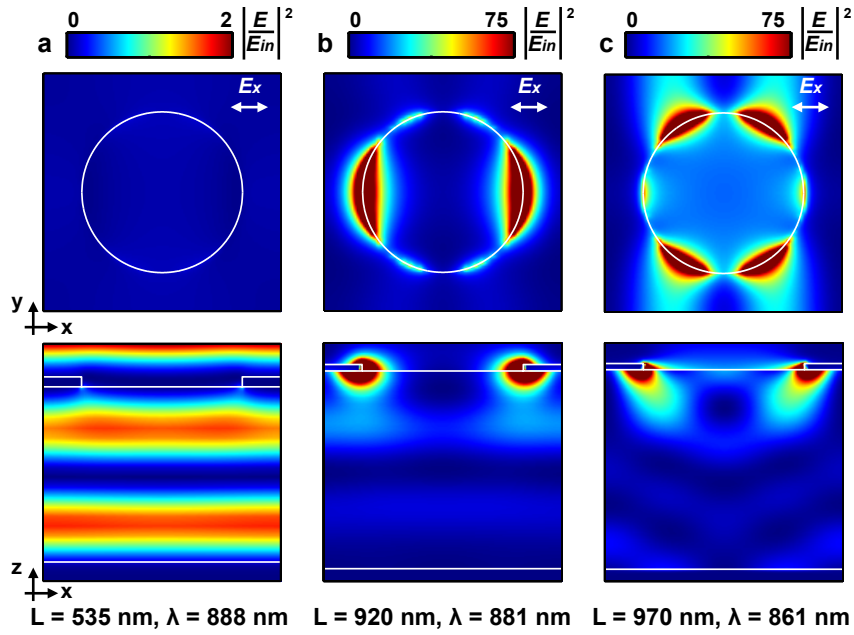 0 2 |E/Ein|²
0 75 |E/Ein|²
0 75 |E/Ein|²
a
b
c
Ex
Ex
Ex
y
x
z
x
L = 535 nm, λ = 888 nm
L = 920 nm, λ = 881 nm
L = 970 nm, λ = 861 nm